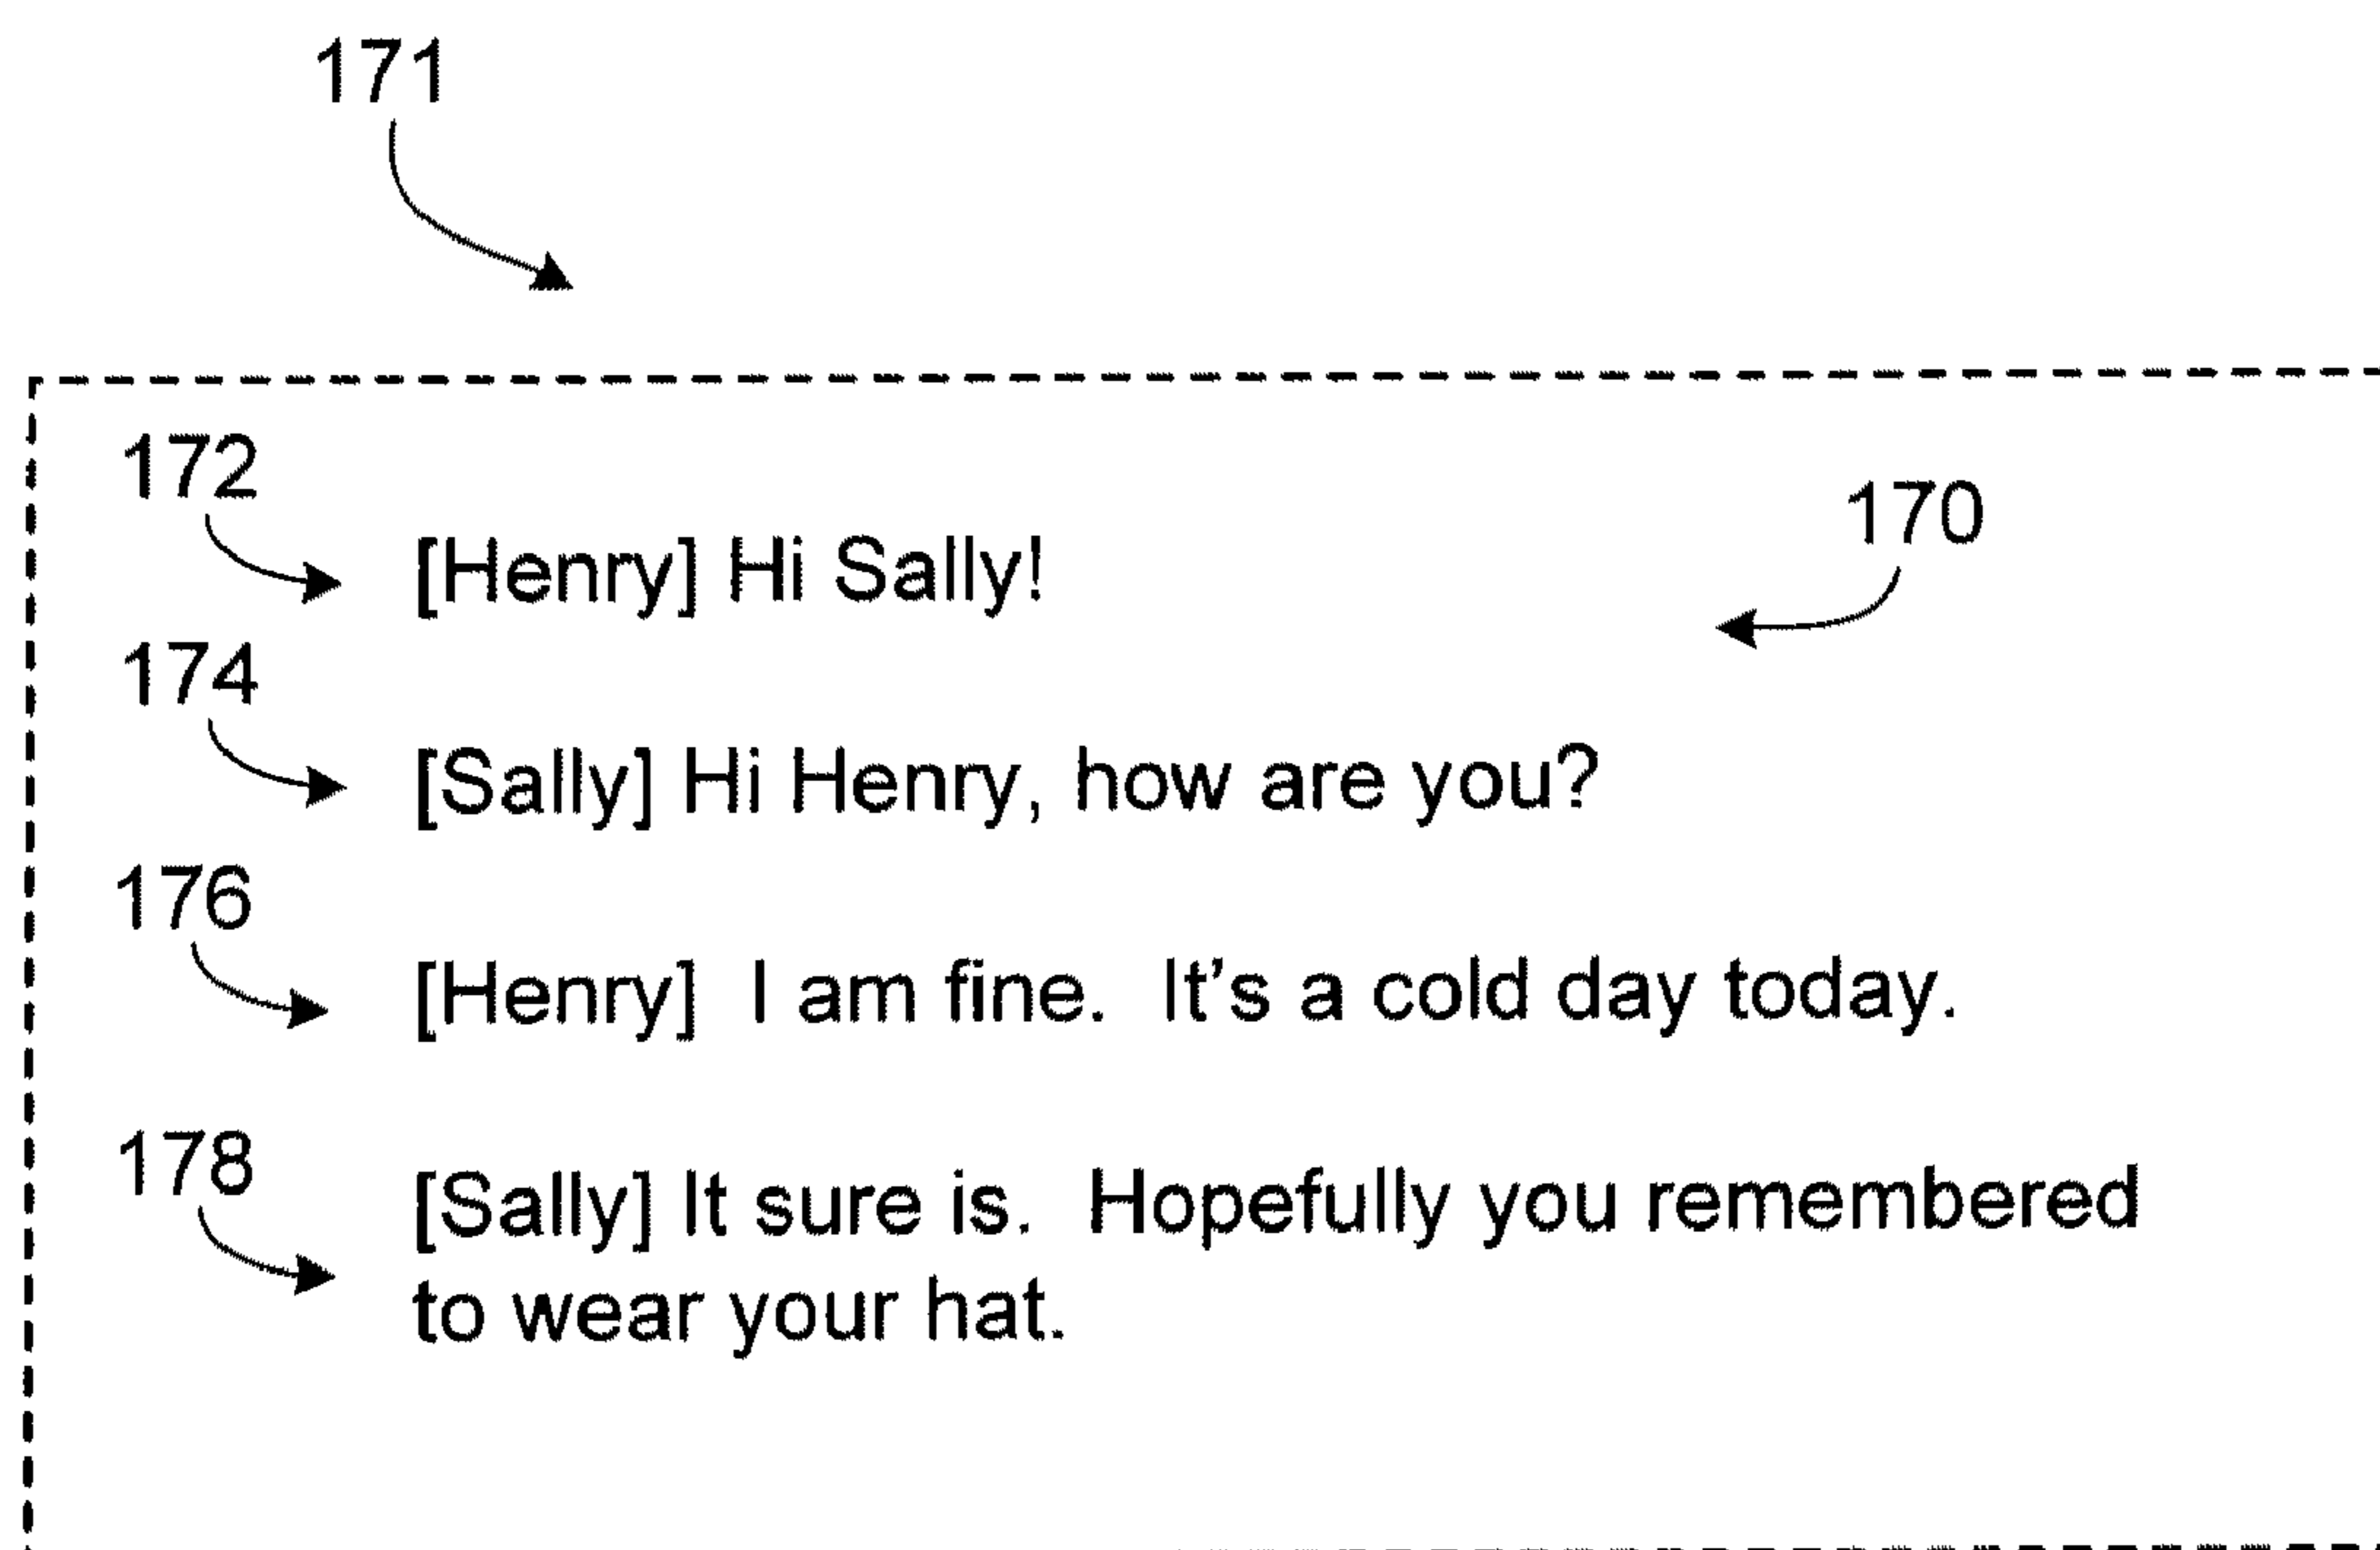 171
172
170
[Henry] Hi Sally!
174
[Sally] Hi Henry, how are you?
176
[Henry]  I am fine.  It's a cold day today.
178
[Sally] It sure is.  Hopefully you remembered
to wear your hat.